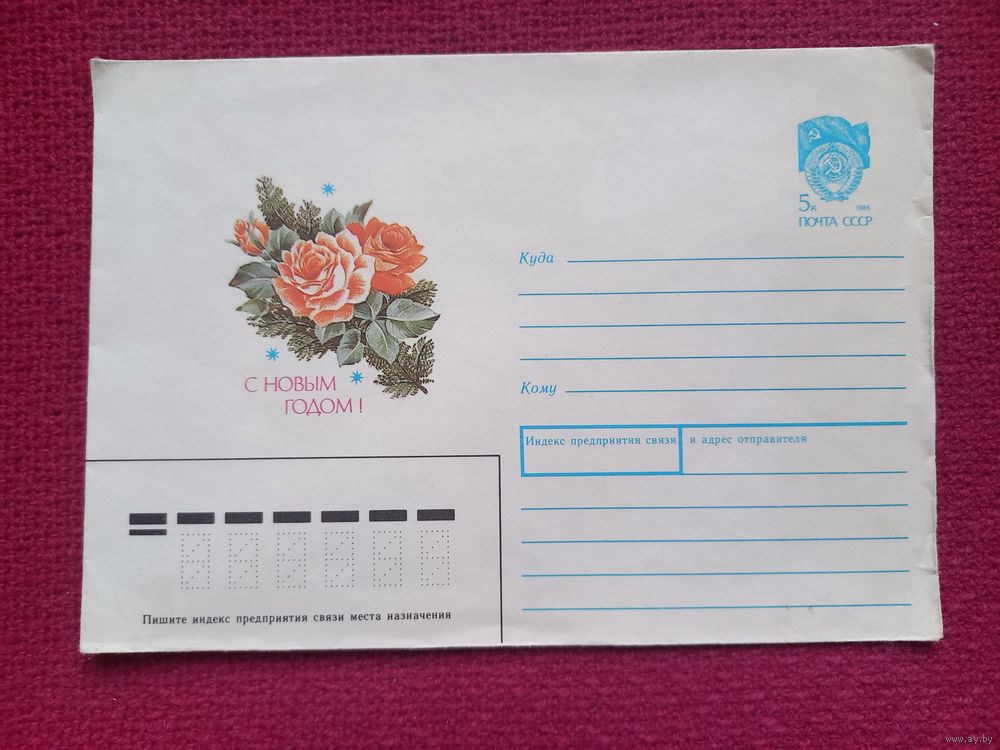 5к 1988
ПОЧТА СССР
С НОВЫМ
ГОДОМ!
Куда
Кому
Индекс предприятия связи и адрес отправителя
Пишите индекс предприятия связи места назначения
www.ay.by